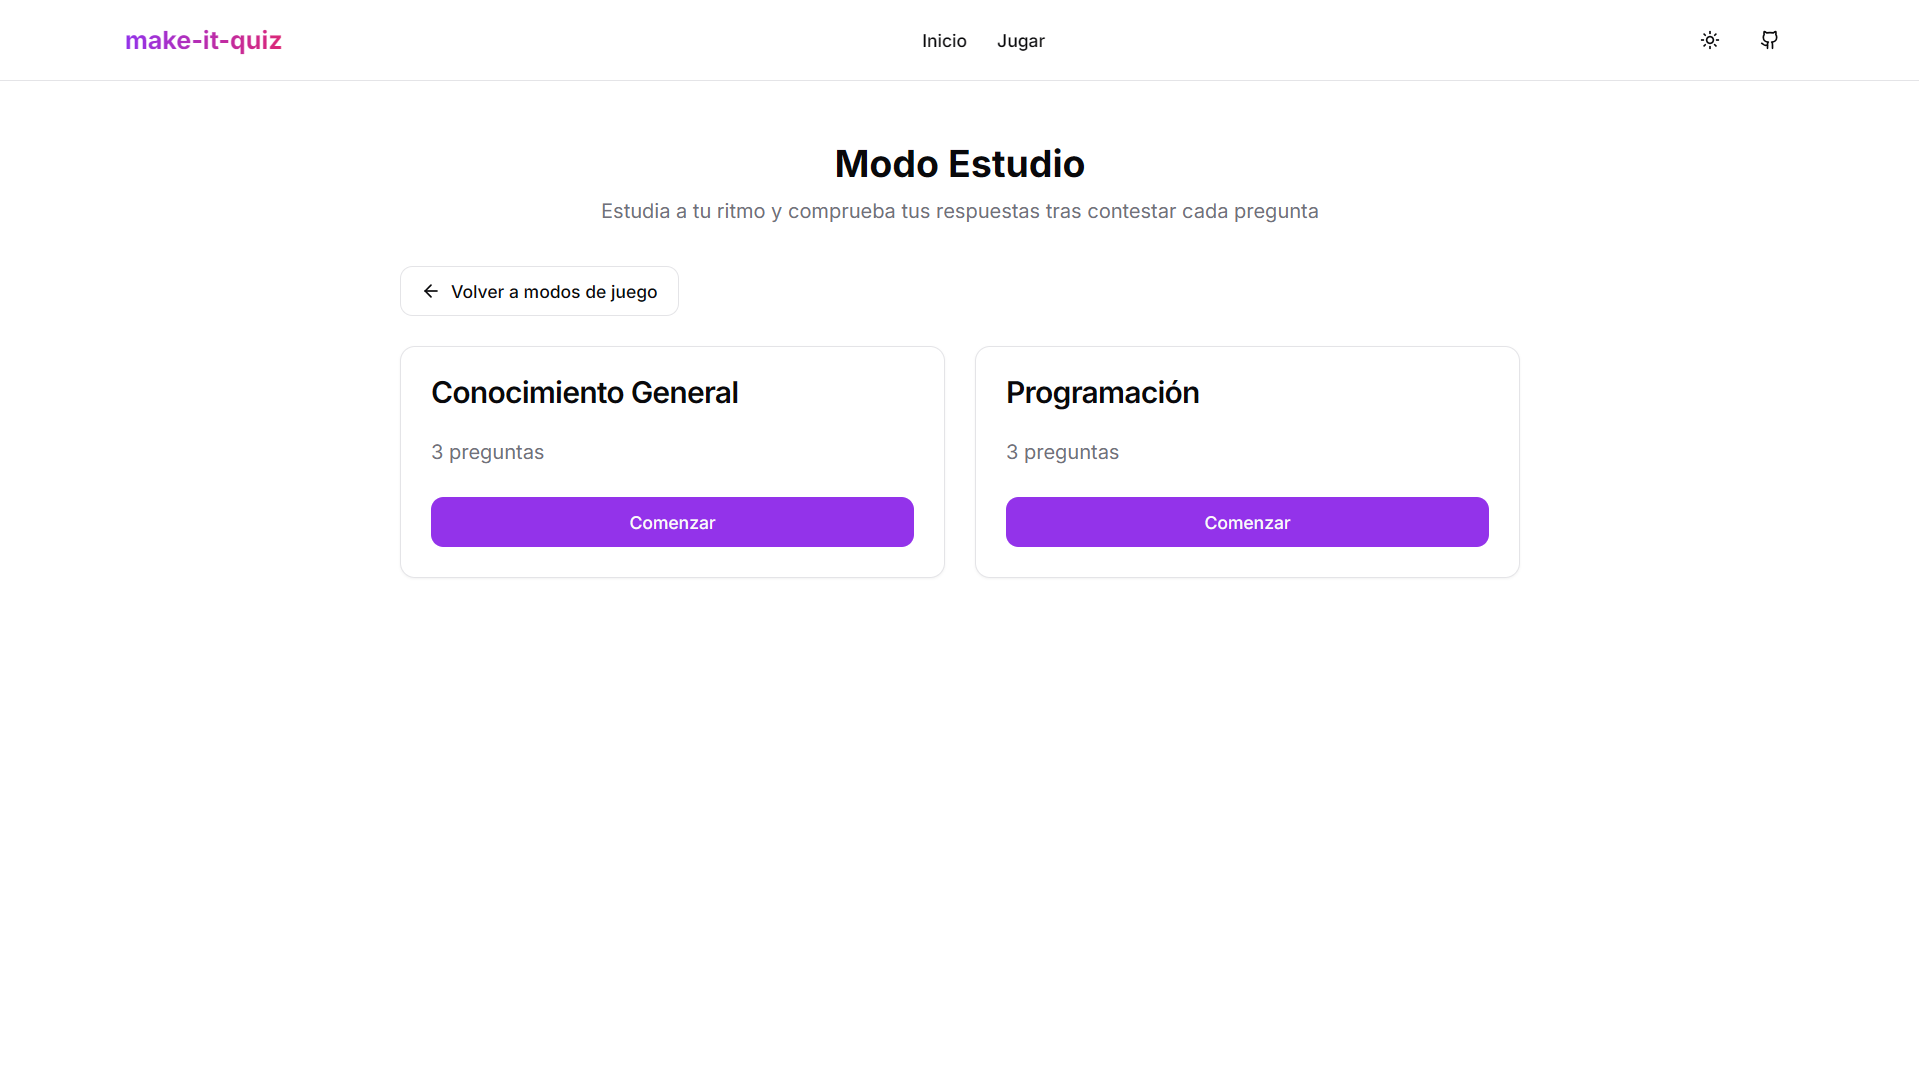 make-it-quiz
Inicio
Jugar
Modo Estudio
Estudia a tu ritmo y comprueba tus respuestas tras contestar cada pregunta
Volver a modos de juego
Conocimiento General
3 preguntas
Comenzar
Programación
3 preguntas
Comenzar